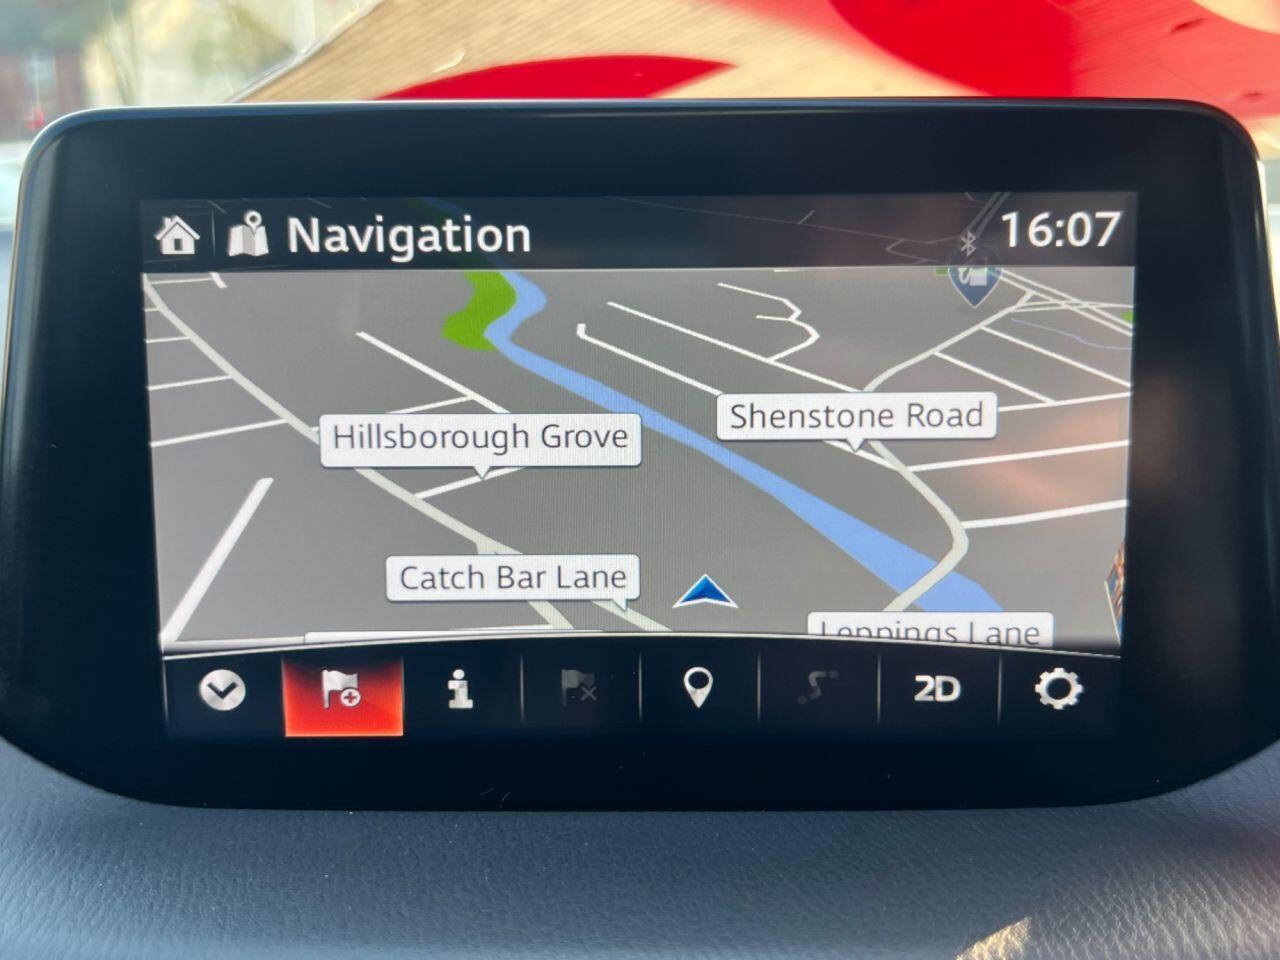 Navigation
16:07
Shenstone Road
Hillsborough Grove
Catch Bar Lane
Leppings Lane
2D